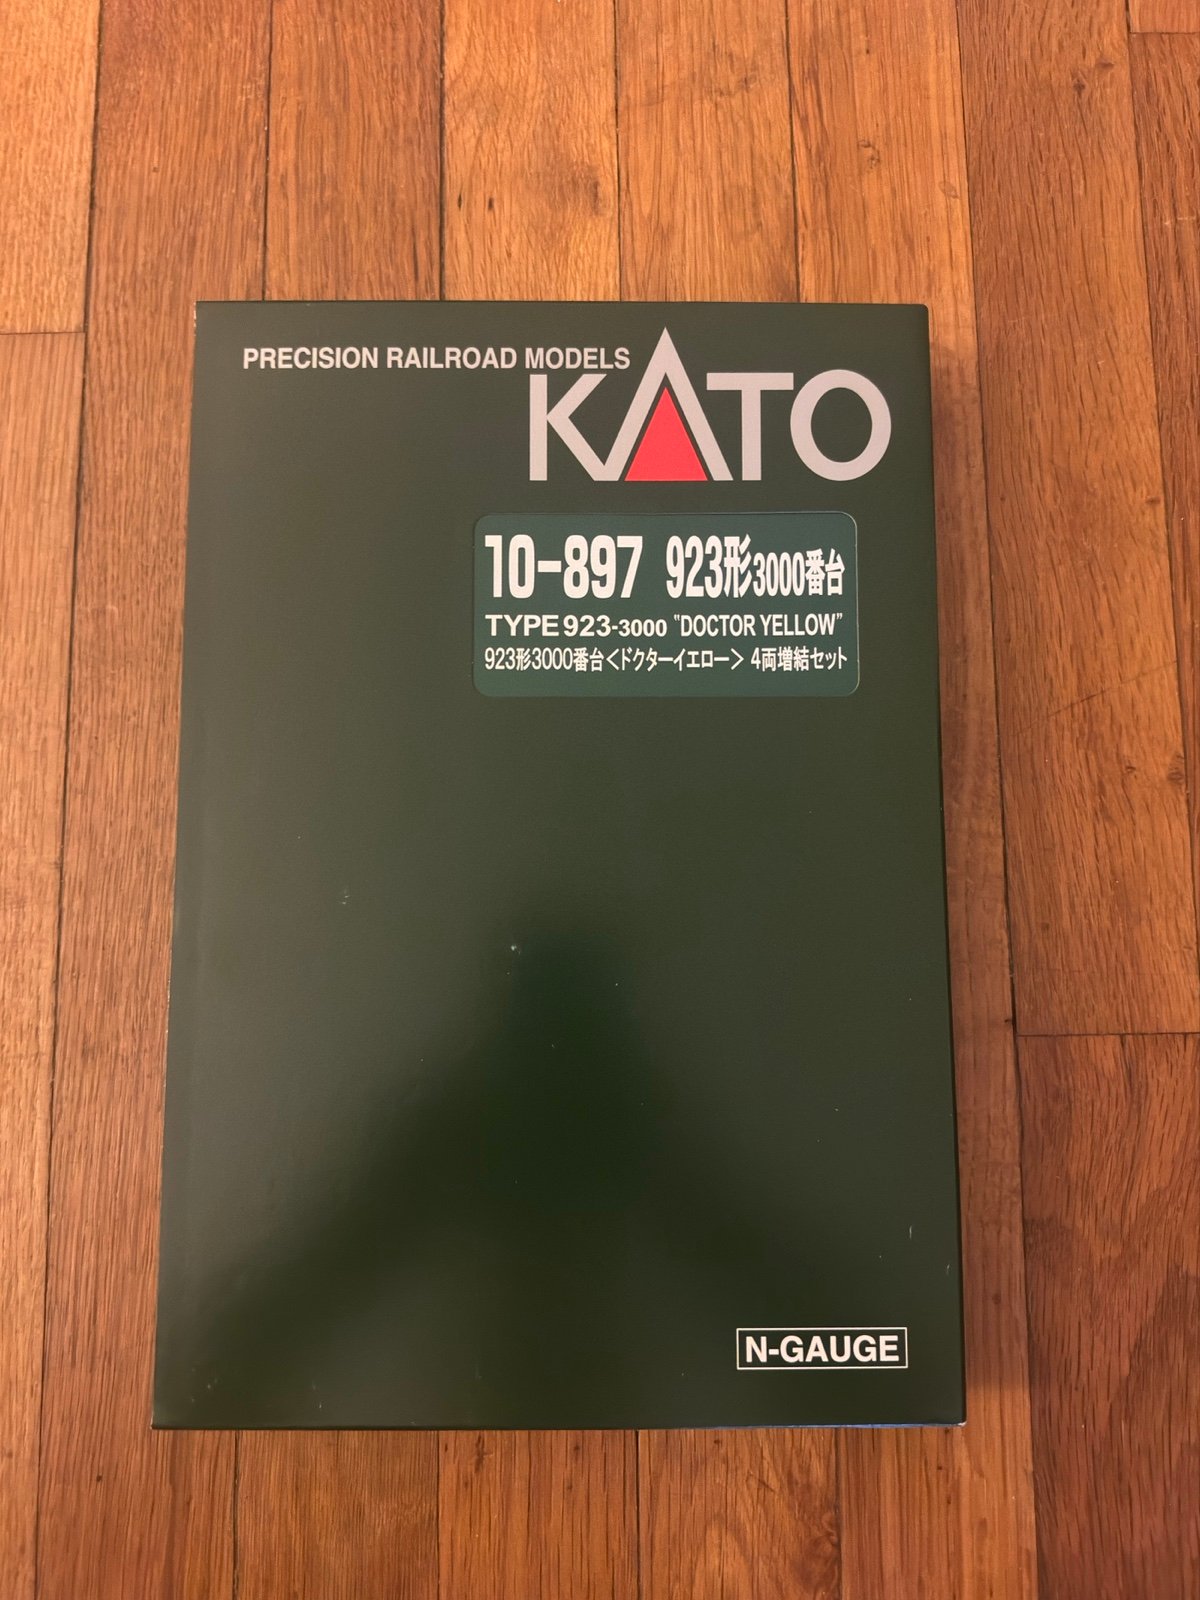 PRECISION RAILROAD MODELS
KATO
10-897 923形3000番台
TYPE 923-3000 "DOCTOR YELLOW"
923形3000番台<ドクターイエロー> 4両増結セット
N-GAUGE